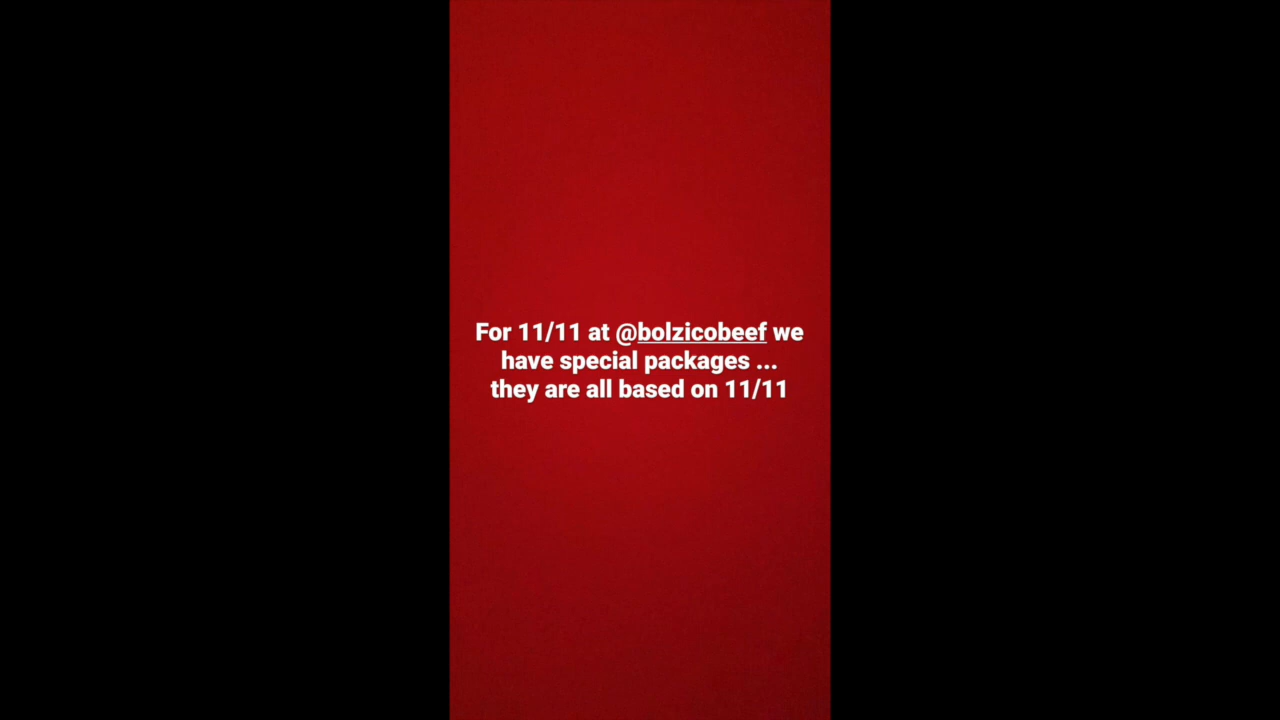 For 11/11 at @bolzicobeef we
have special packages ...
they are all based on 11/11